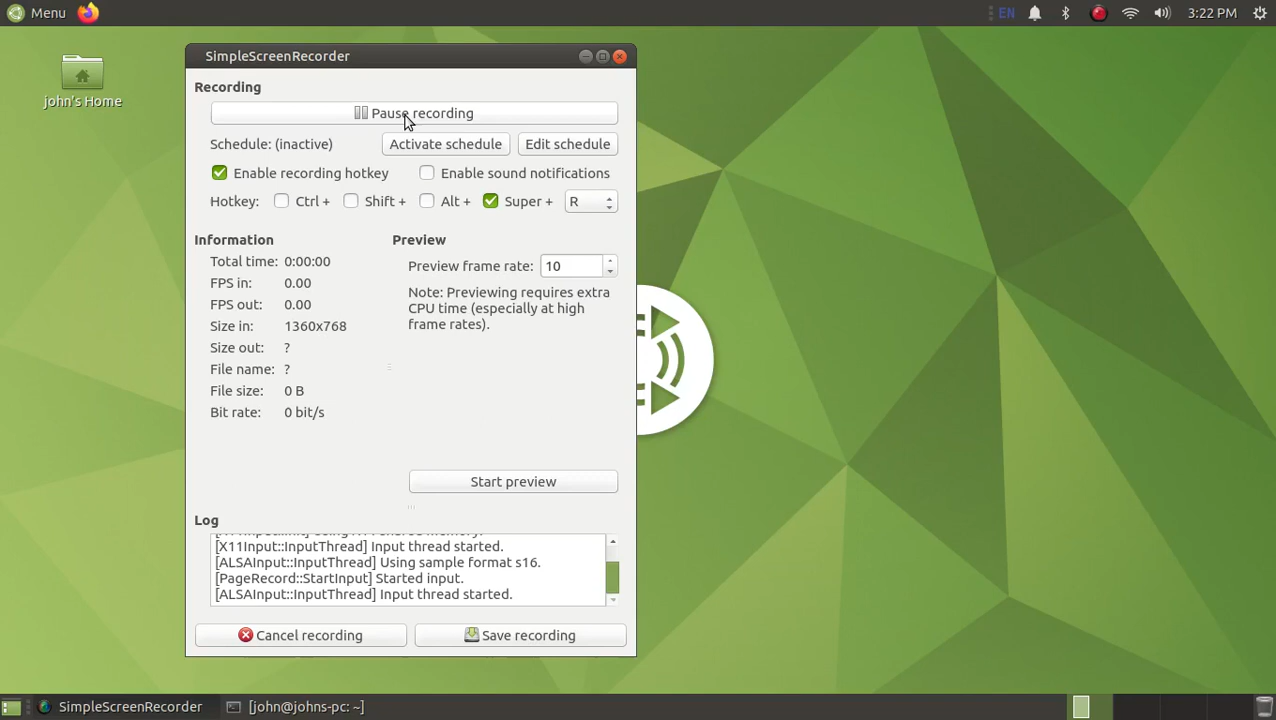 Menu
EN
3:22 PM
john's Home
SimpleScreenRecorder
Recording
Pause recording
Schedule: (inactive)
Activate schedule
Edit schedule
Enable recording hotkey
Enable sound notifications
Hotkey:
Ctrl +
Shift +
Alt +
Super +
R
Information
Total time: 0:00:00
FPS in: 0.00
FPS out: 0.00
Size in: 1360x768
Size out: ?
File name: ?
File size: 0 B
Bit rate: 0 bit/s
Preview
Preview frame rate: 10
Note: Previewing requires extra
CPU time (especially at high
frame rates).
Start preview
Log
[X11Input::InputThread] Input thread started.
[ALSAInput::InputThread] Using sample format s16.
[PageRecord::StartInput] Started input.
[ALSAInput::InputThread] Input thread started.
Cancel recording
Save recording
SimpleScreenRecorder
[john@johns-pc: ~]